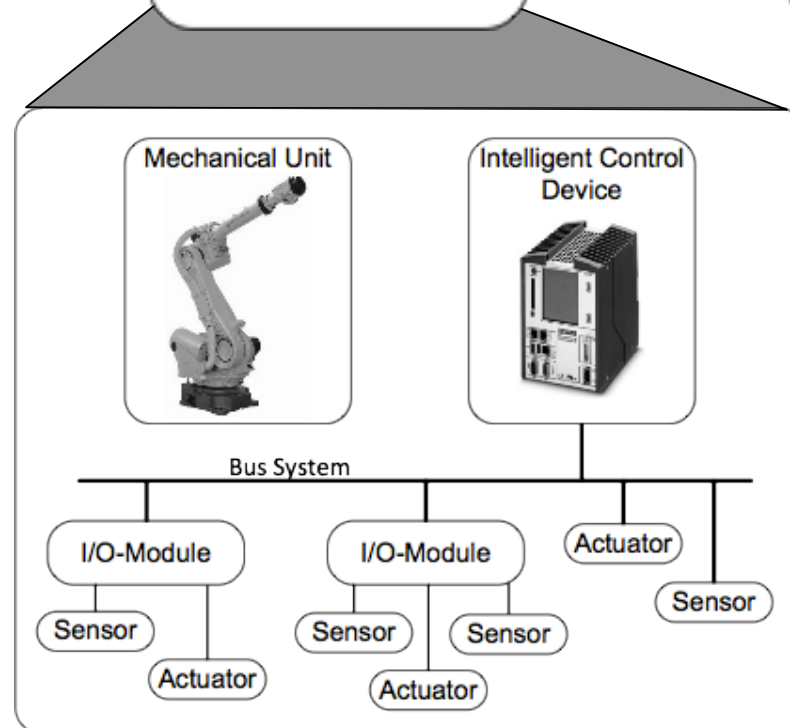 Mechanical Unit
Intelligent Control
Device
Bus System
I/O-Module
I/O-Module
Actuator
Sensor
Sensor
Sensor
Sensor
Actuator
Actuator